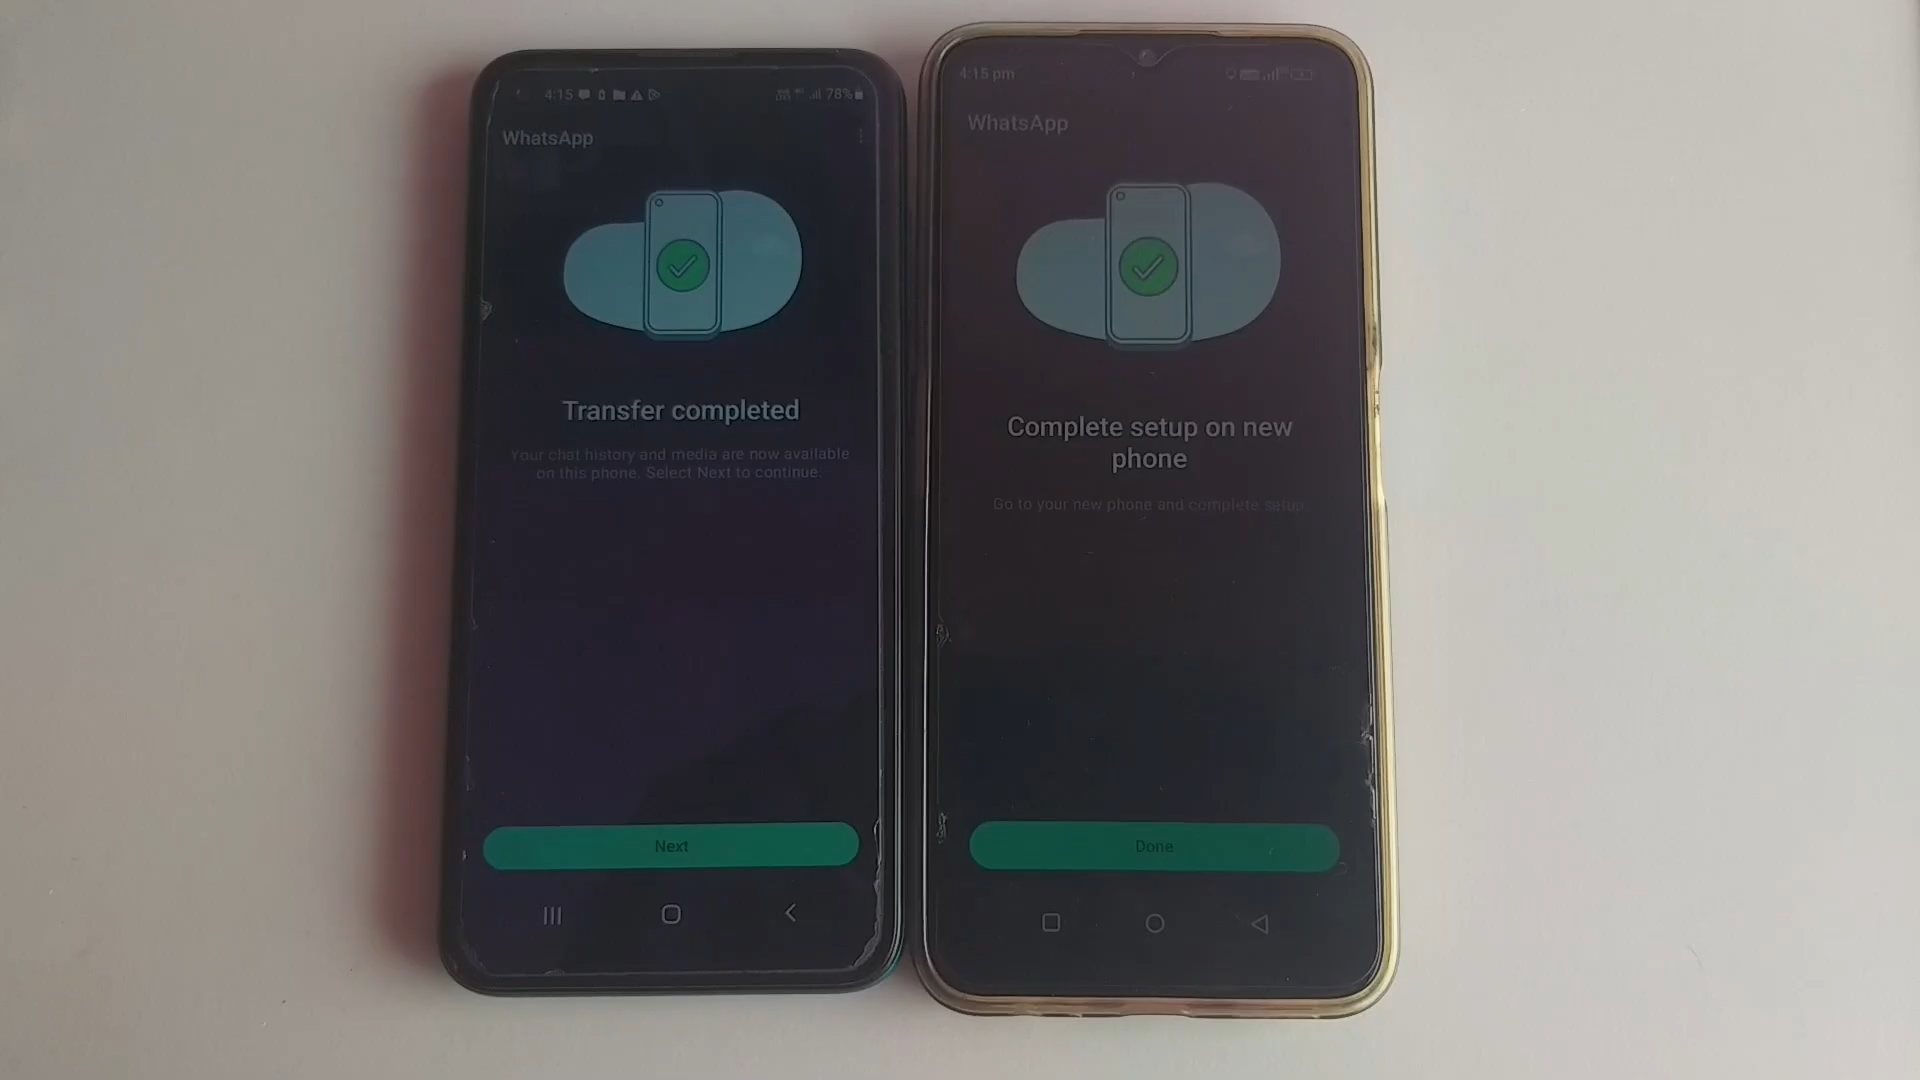 4:15
78%
WhatsApp
Transfer completed
Your chat history and media are now available
on this phone. Select Next to continue.
Next
4:15 pm
WhatsApp
Complete setup on new
phone
Go to your new phone and complete setup.
Done